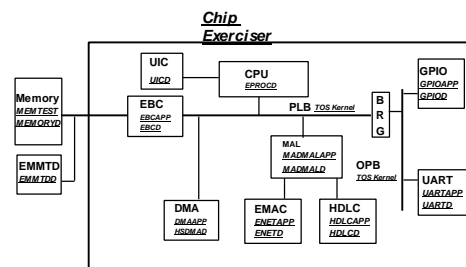 Chip
Exerciser
UIC
UICD
CPU
EPROCD
GPIO
GPIOAPP
GPIOD
Memory
MEMTEST
MEMORYD
EBC
EBCAPP
EBCD
PLB TOS Kernel
B
R
G
EMMTD
EMMTDD
MAL
MADMALAPP
MADMALD
OPB
TOS Kernel
DMA
DMAAPP
HSDMAD
EMAC
ENETAPP
ENETD
HDLC
HDLCAPP
HDLCD
UART
UARTAPP
UARTD